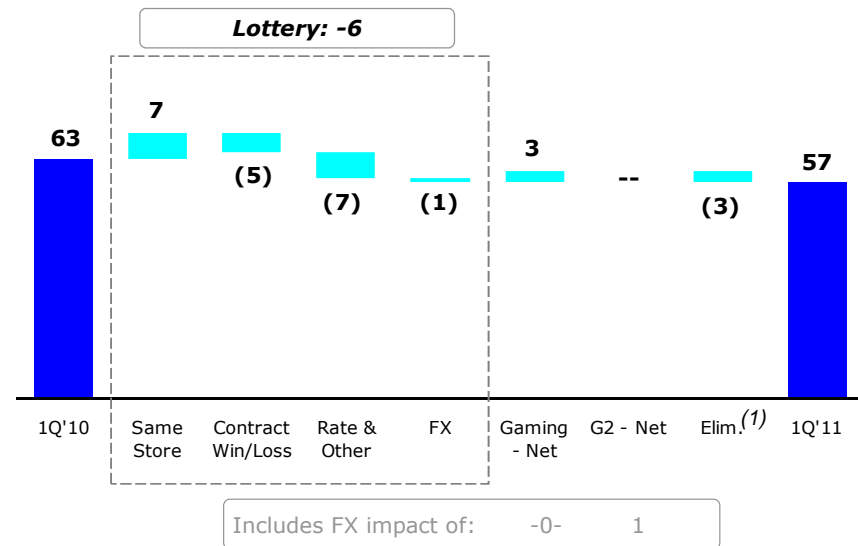 Lottery: -6
63
7
(5)
(7)
(1)
3
--
(3)
57
1Q'10
Same Store
Contract Win/Loss
Rate & Other
FX
Gaming - Net
G2 - Net
Elim.(1)
1Q'11
Includes FX impact of: -0- 1